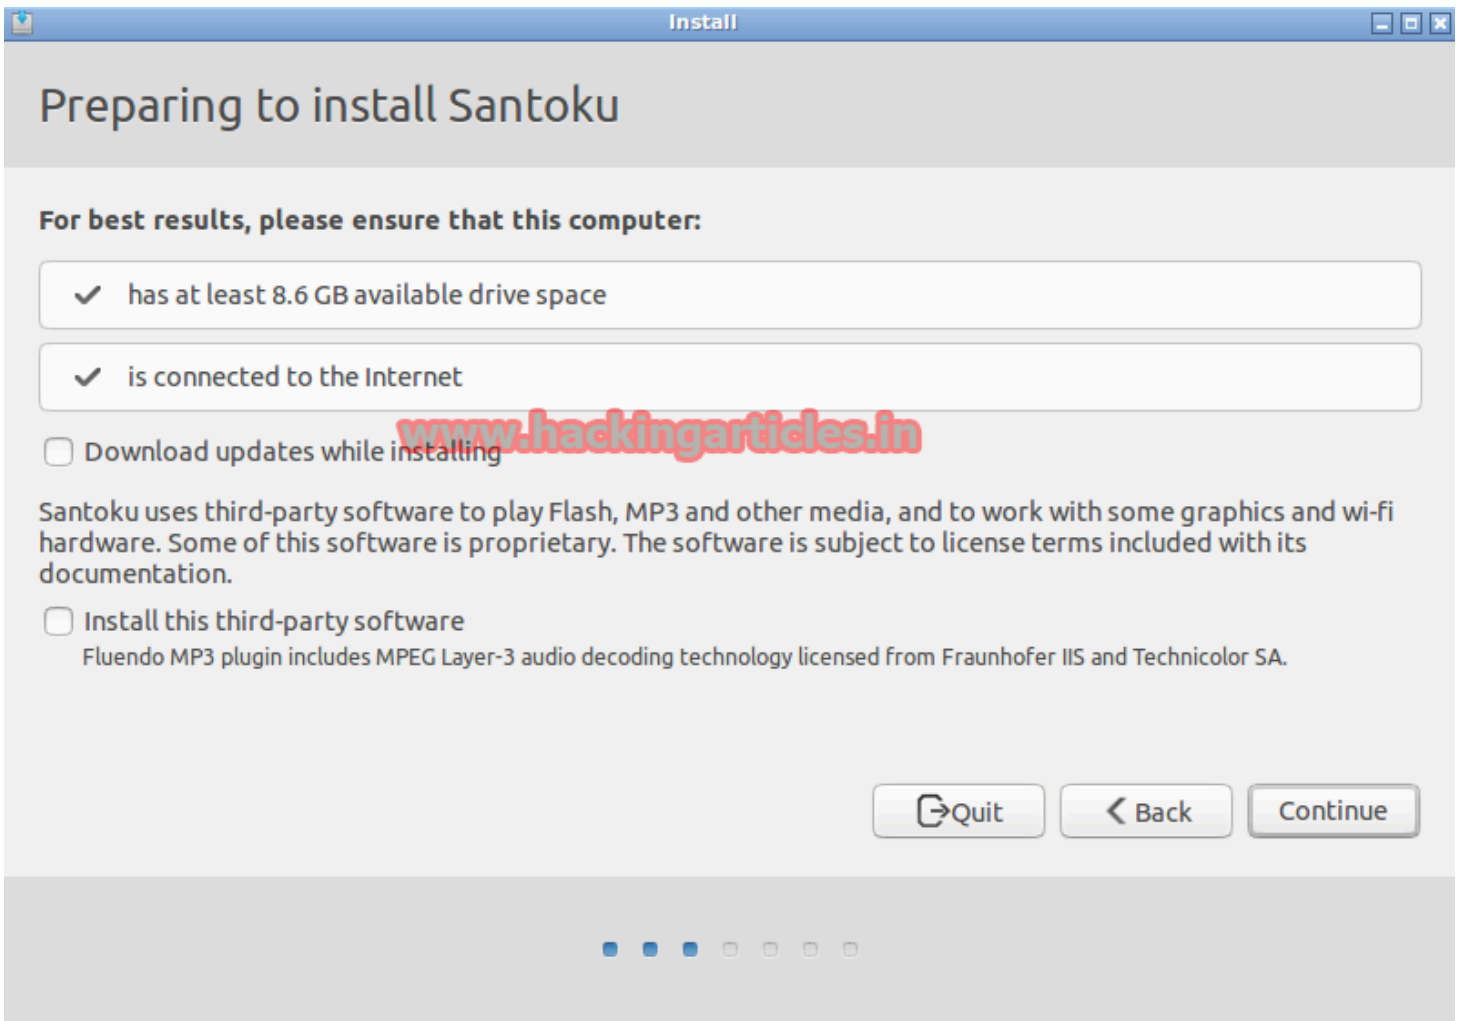 Install
Preparing to install Santoku
For best results, please ensure that this computer:
has at least 8.6 GB available drive space
is connected to the Internet
www.hackingarticles.in
Download updates while installing
Santoku uses third-party software to play Flash, MP3 and other media, and to work with some graphics and wi-fi
hardware. Some of this software is proprietary. The software is subject to license terms included with its
documentation.
Install this third-party software
Fluendo MP3 plugin includes MPEG Layer-3 audio decoding technology licensed from Fraunhofer IIS and Technicolor SA.
Quit Back Continue